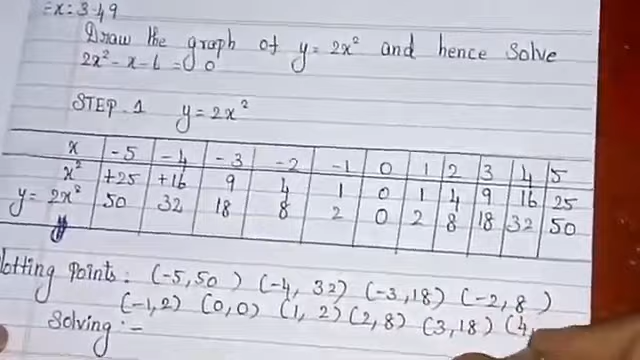 Ex: 3.49
Draw the graph of y = 2x² and hence solve
2x² - x - 6 = 0
STEP 1 y = 2x²
x -5 -4 -3 -2 -1 0 1 2 3 4 5
x² +25 +16 9 4 1 0 1 4 9 16 25
y = 2x² 50 32 18 8 2 0 2 8 18 32 50
lotting points: (-5, 50) (-4, 32) (-3, 18) (-2, 8)
(-1, 2) (0, 0) (1, 2) (2, 8) (3, 18) (4,
Solving :-